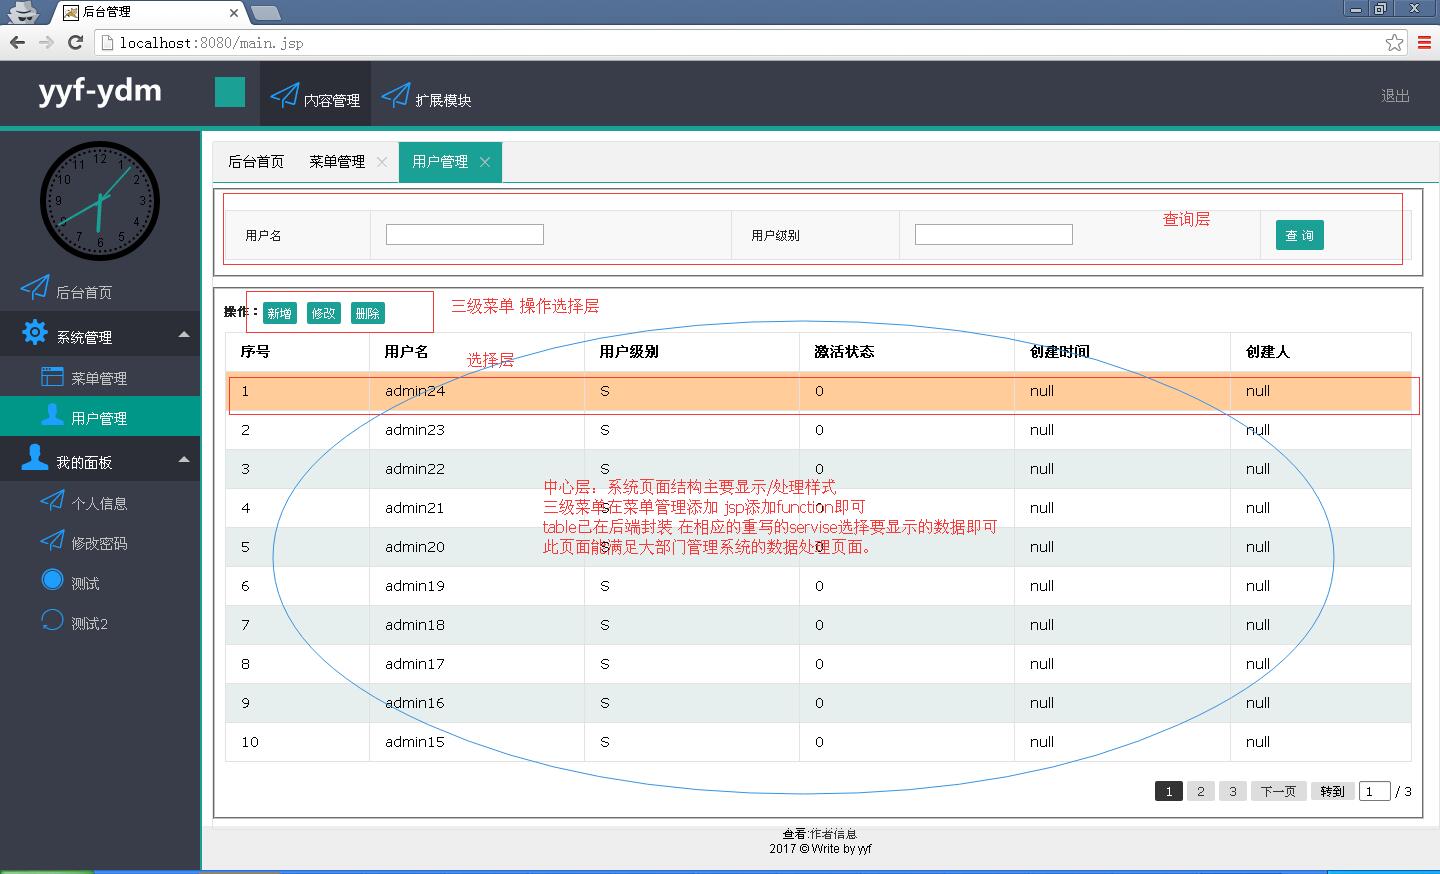 后台管理
localhost:8080/main.jsp
yyf-ydm
内容管理
扩展模块
退出
12
1
2
3
4
5
6
7
8
9
10
11
后台首页
系统管理
菜单管理
用户管理
我的面板
个人信息
修改密码
测试
测试2
后台首页 菜单管理 用户管理
用户名 用户级别 查询
查询层
操作: 新增 修改 删除
三级菜单 操作选择层
序号 用户名 用户级别 激活状态 创建时间 创建人
选择层
1 admin24 S 0 null null
2 admin23 S 0 null null
3 admin22 S 0 null null
4 admin21 S 0 null null
5 admin20 S 0 null null
6 admin19 S 0 null null
7 admin18 S 0 null null
8 admin17 S 0 null null
9 admin16 S 0 null null
10 admin15 S 0 null null
中心层：系统页面结构主要显示/处理样式
三级菜单在菜单管理添加 jsp添加function即可
table已在后端封装 在相应的重写的servise选择要显示的数据即可
此页面能满足大部门管理系统的数据处理页面。
1 2 3 下一页 转到 1 / 3
查看:作者信息
2017 © Write by yyf